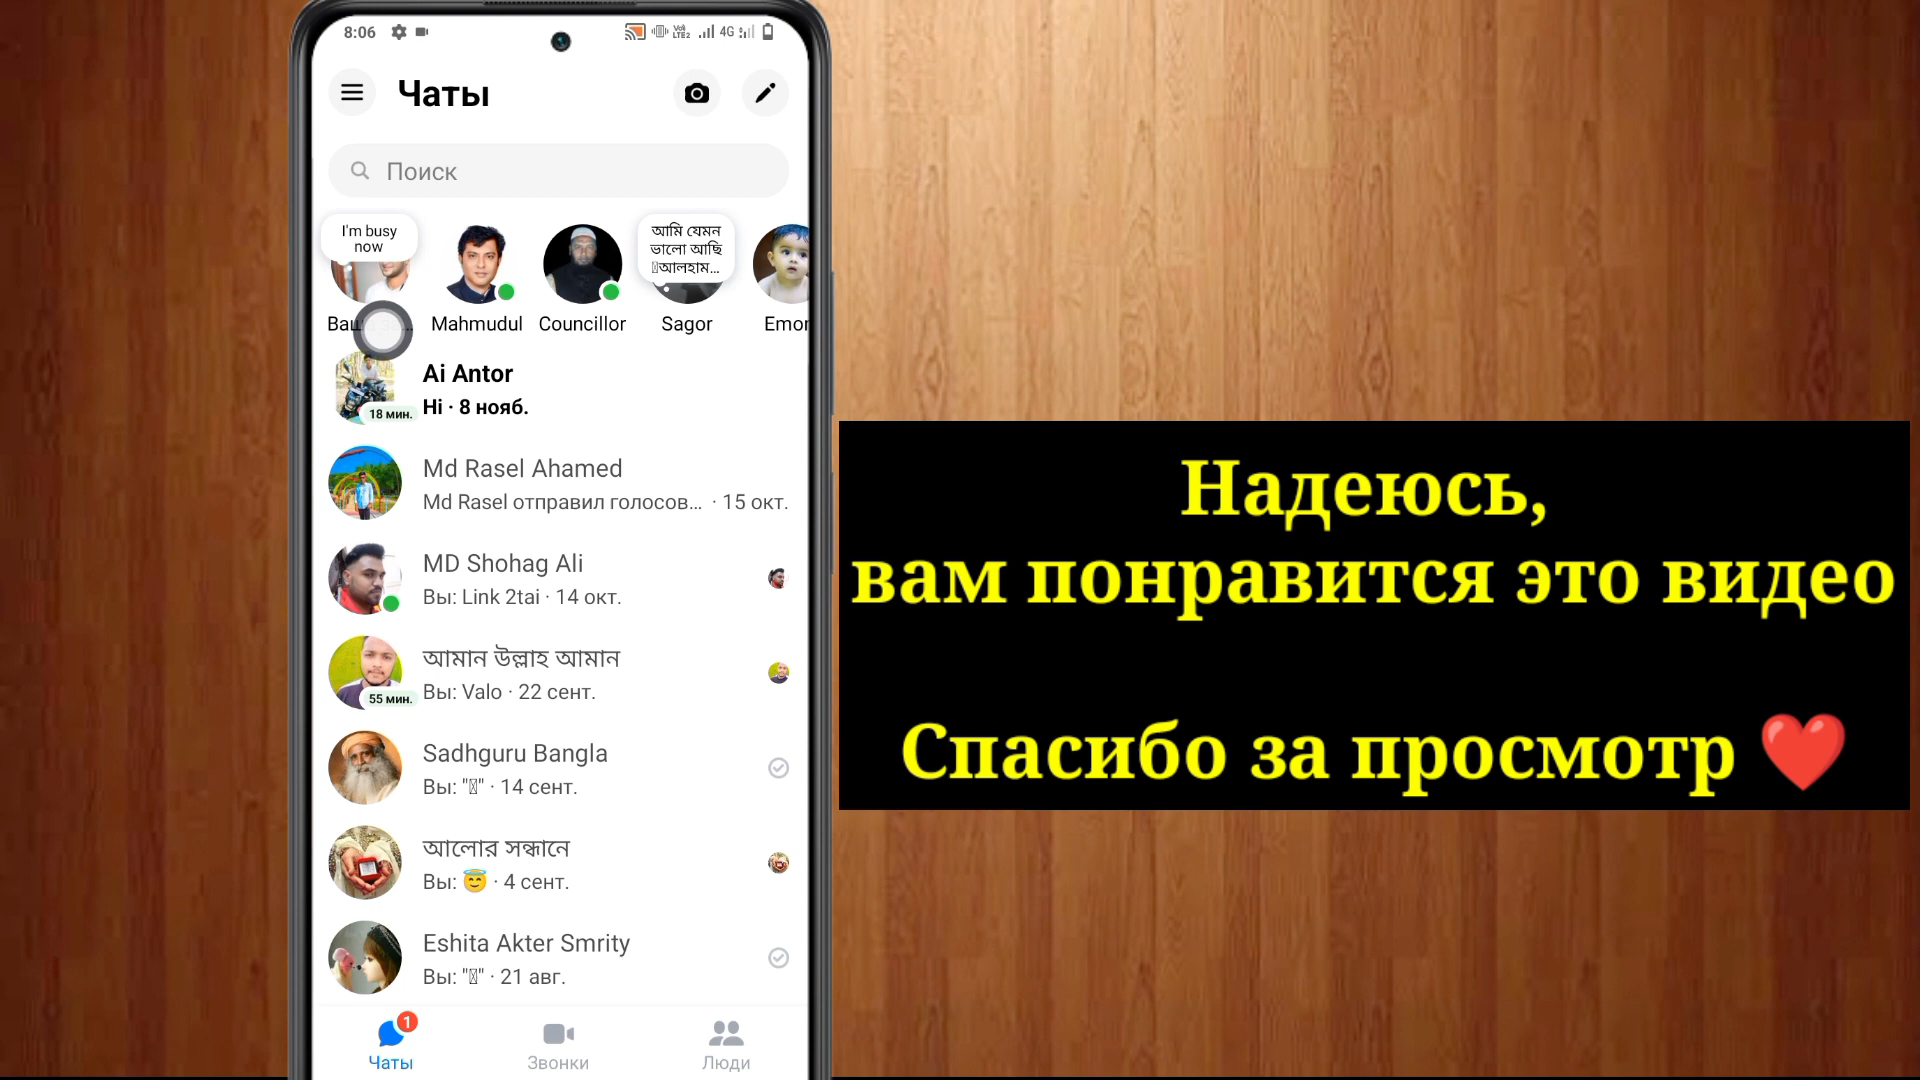 8:06
Vo) LTE2 4G
Чаты
Поиск
I'm busy
now
আমি যেমন
ভালো আছি
আলহাম...
Mahmudul
Councillor
Sagor
Emor
Ai Antor
Hi · 8 нояб.
18 мин.
Md Rasel Ahamed
Md Rasel отправил голосов... · 15 окт.
MD Shohag Ali
Вы: Link 2tai · 14 окт.
আমান উল্লাহ আমান
Вы: Valo · 22 сент.
55 мин.
Sadhguru Bangla
Вы: "" · 14 сент.
আলোর সন্ধানে
Вы: 😇 · 4 сент.
Eshita Akter Smrity
Вы: "" · 21 авг.
1
Чаты
Звонки
Люди
Надеюсь,
вам понравится это видео
Спасибо за просмотр ❤️